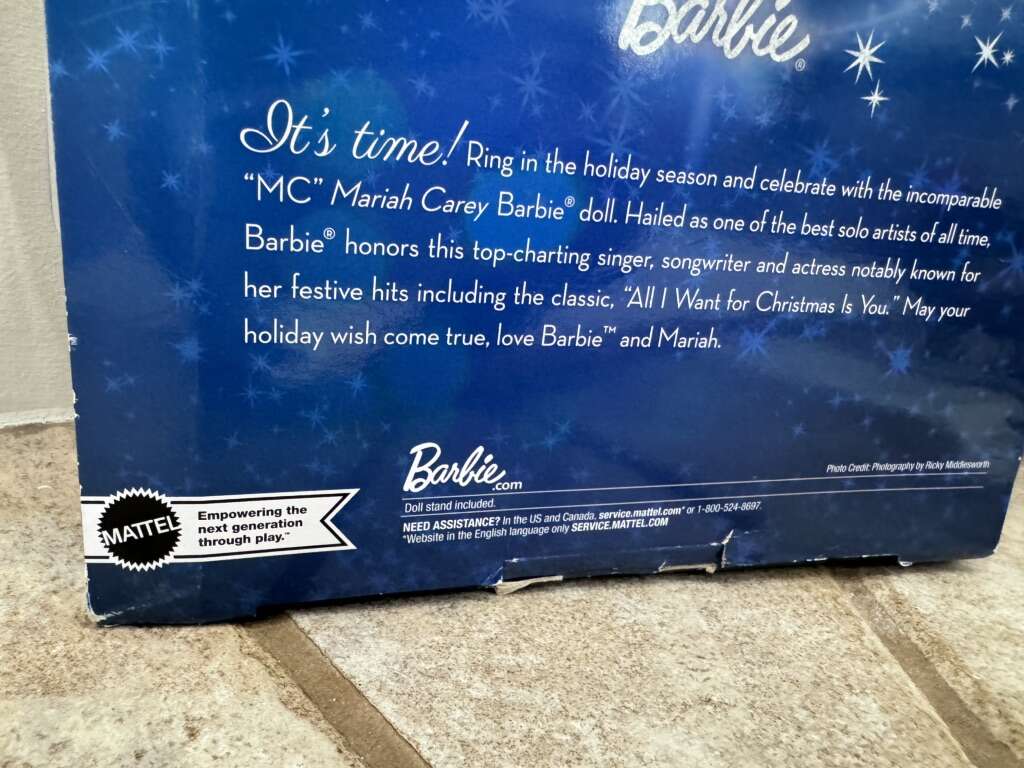 Barbie®
It's time! Ring in the holiday season and celebrate with the incomparable
"MC" Mariah Carey Barbie® doll. Hailed as one of the best solo artists of all time,
Barbie® honors this top-charting singer, songwriter and actress notably known for
her festive hits including the classic, "All I Want for Christmas Is You." May your
holiday wish come true, love Barbie™ and Mariah.
Barbie.com
Photo Credit: Photography by Ricky Middlesworth
Doll stand included.
NEED ASSISTANCE? In the US and Canada, service.mattel.com* or 1-800-524-8697.
*Website in the English language only SERVICE.MATTEL.COM
MATTEL
Empowering the
next generation
through play.™